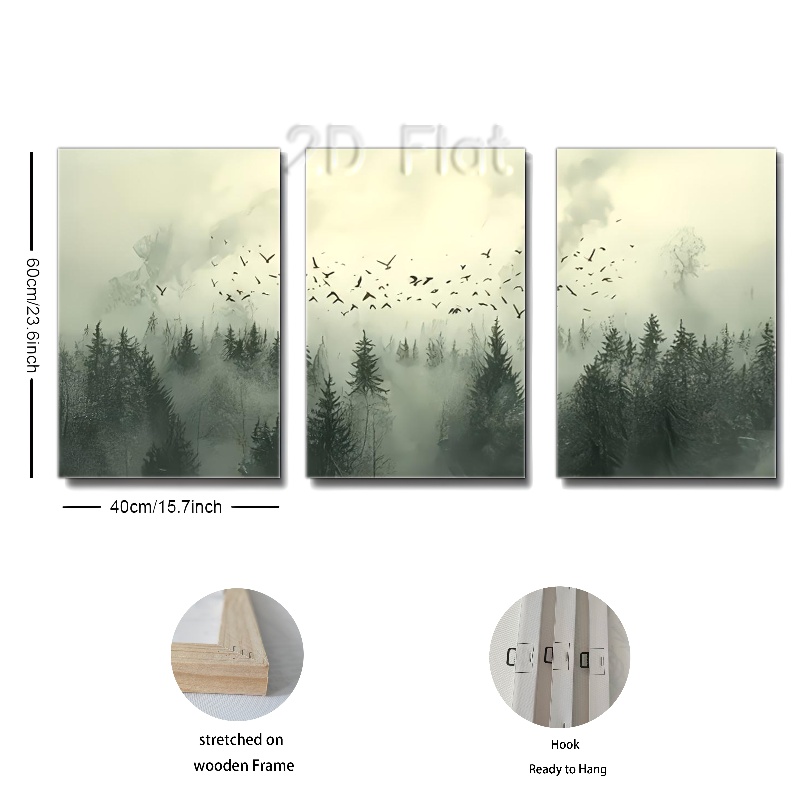 2D Flat
60cm/23.6inch
40cm/15.7inch
stretched on
wooden Frame
Hook
Ready to Hang